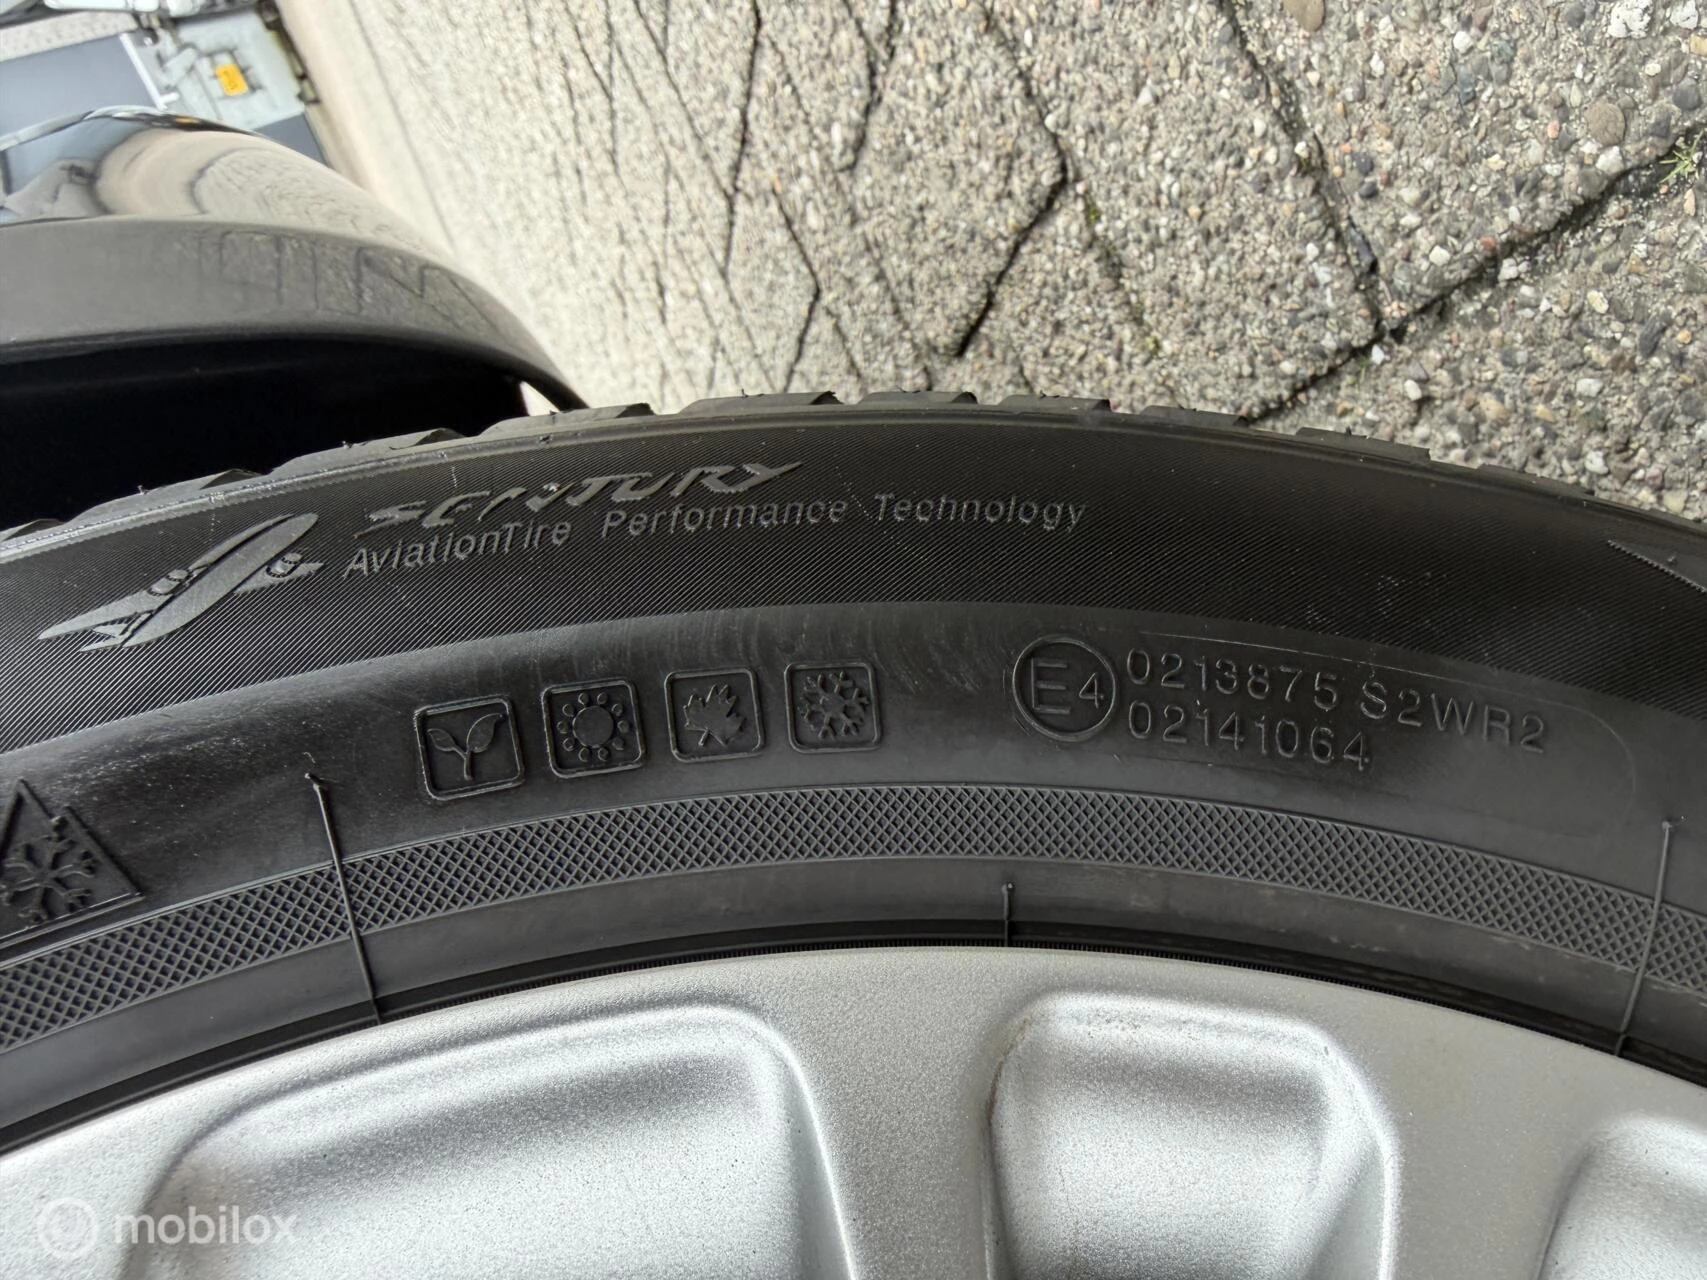 SENTURY
AviationTire Performance Technology
E4
0213875 S2WR2
02141064
mobilox